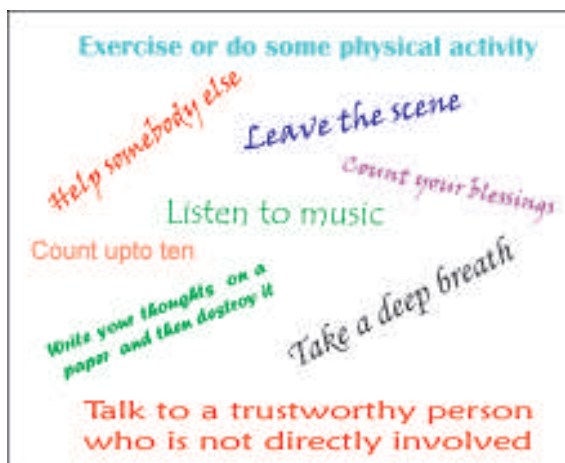 Exercise or do some physical activity
Help somebody else
Leave the scene
Count your blessings
Listen to music
Count upto ten
Write your thoughts on a
paper and then destroy it
Take a deep breath
Talk to a trustworthy person
who is not directly involved